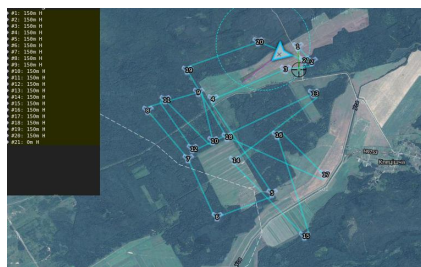 #1: 150m H
#2: 150m H
#3: 150m H
#4: 150m H
#5: 150m H
#6: 150m H
#7: 150m H
#8: 150m H
#9: 150m H
#10: 150m H
#11: 150m H
#12: 150m H
#13: 150m H
#14: 150m H
#15: 150m H
#16: 150m H
#17: 150m H
#18: 150m H
#19: 150m H
#20: 150m H
#21: 0m H
20
1
19
3
9
4
13
11
8
18
16
10
12
7
14
17
5
6
15